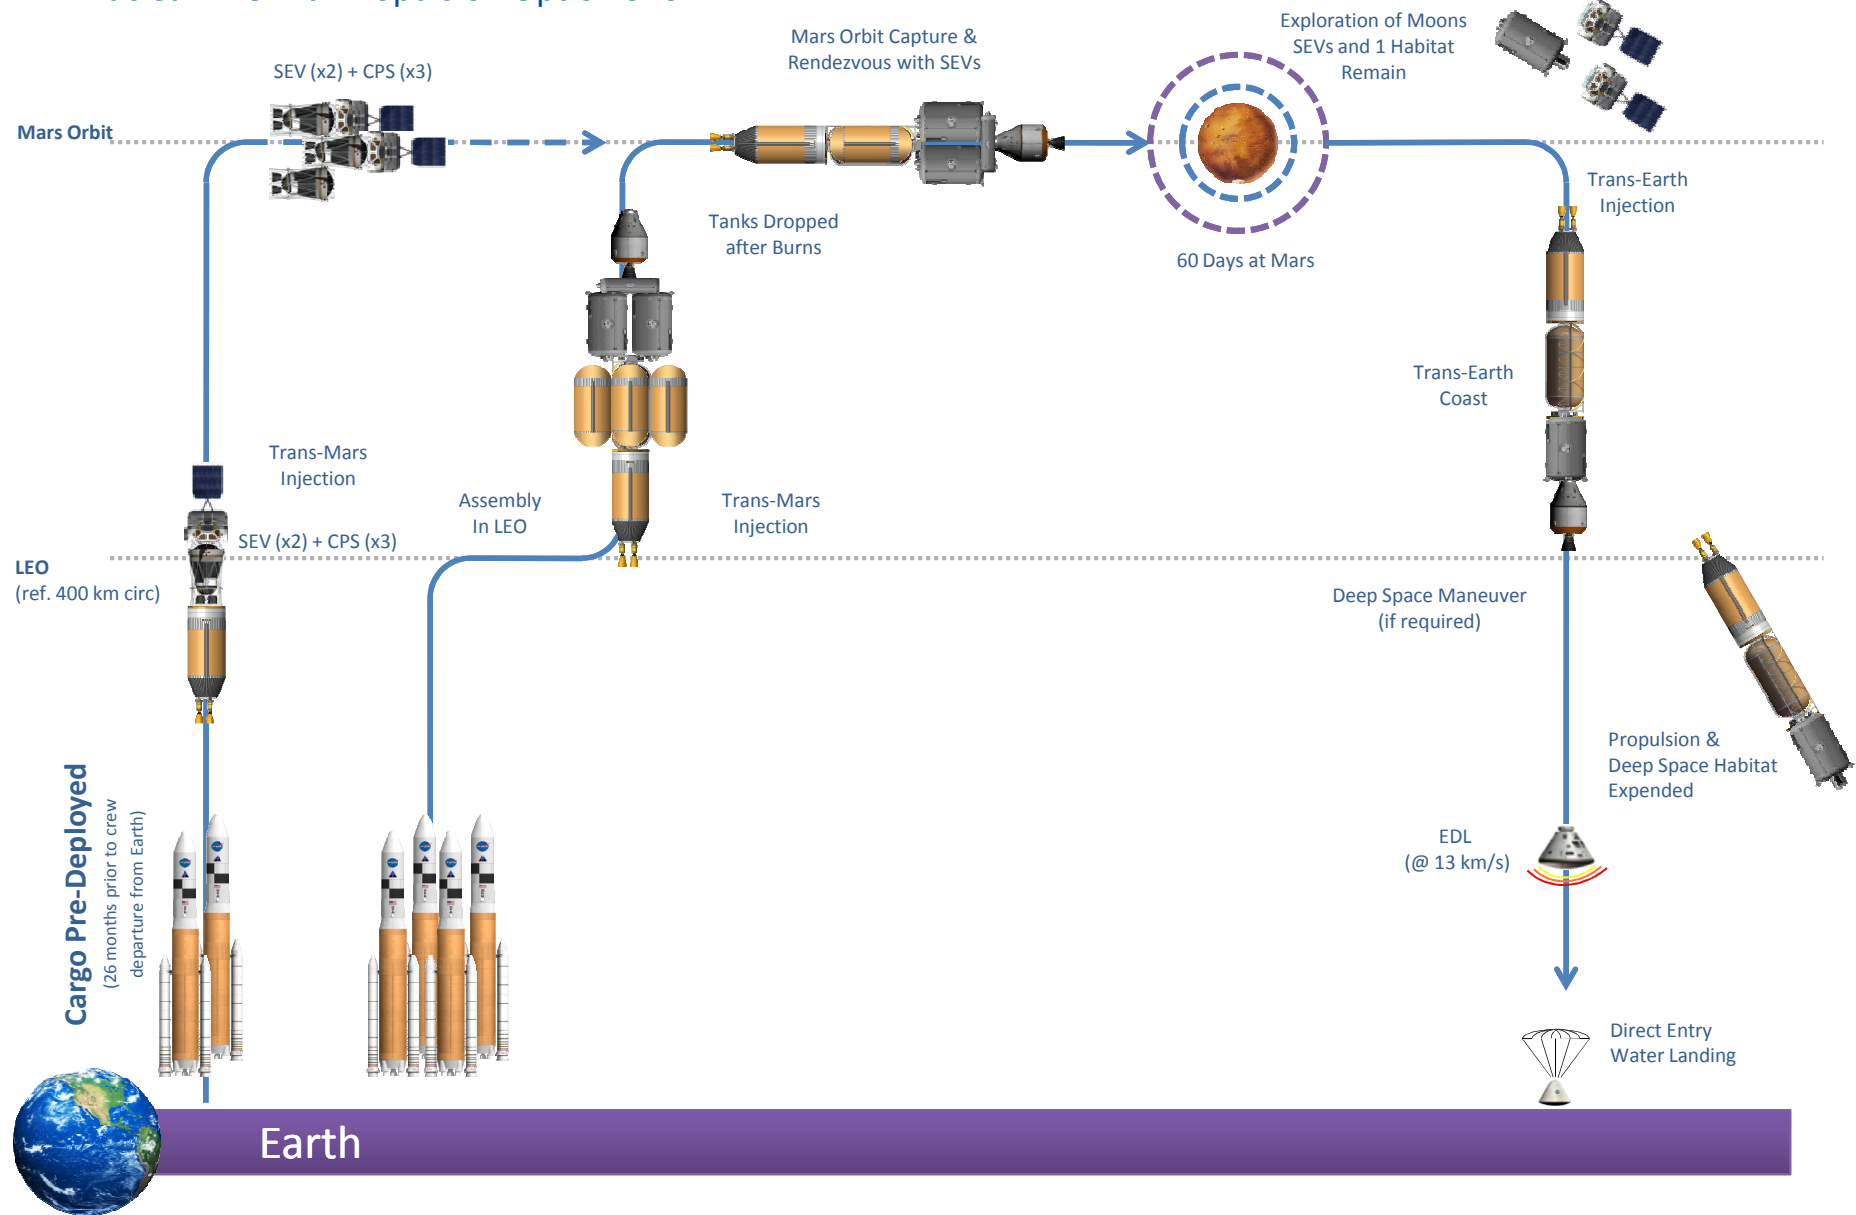 Exploration of Moons
SEVs and 1 Habitat
Remain
Mars Orbit Capture &
Rendezvous with SEVs
SEV (x2) + CPS (x3)
Mars Orbit
Trans-Earth
Injection
Tanks Dropped
after Burns
60 Days at Mars
Trans-Earth
Coast
Trans-Mars
Injection
Assembly
In LEO
Trans-Mars
Injection
SEV (x2) + CPS (x3)
LEO
(ref. 400 km circ)
Deep Space Maneuver
(if required)
Propulsion &
Deep Space Habitat
Expended
Cargo Pre-Deployed
(26 months prior to crew
departure from Earth)
EDL
(@ 13 km/s)
Direct Entry
Water Landing
Earth